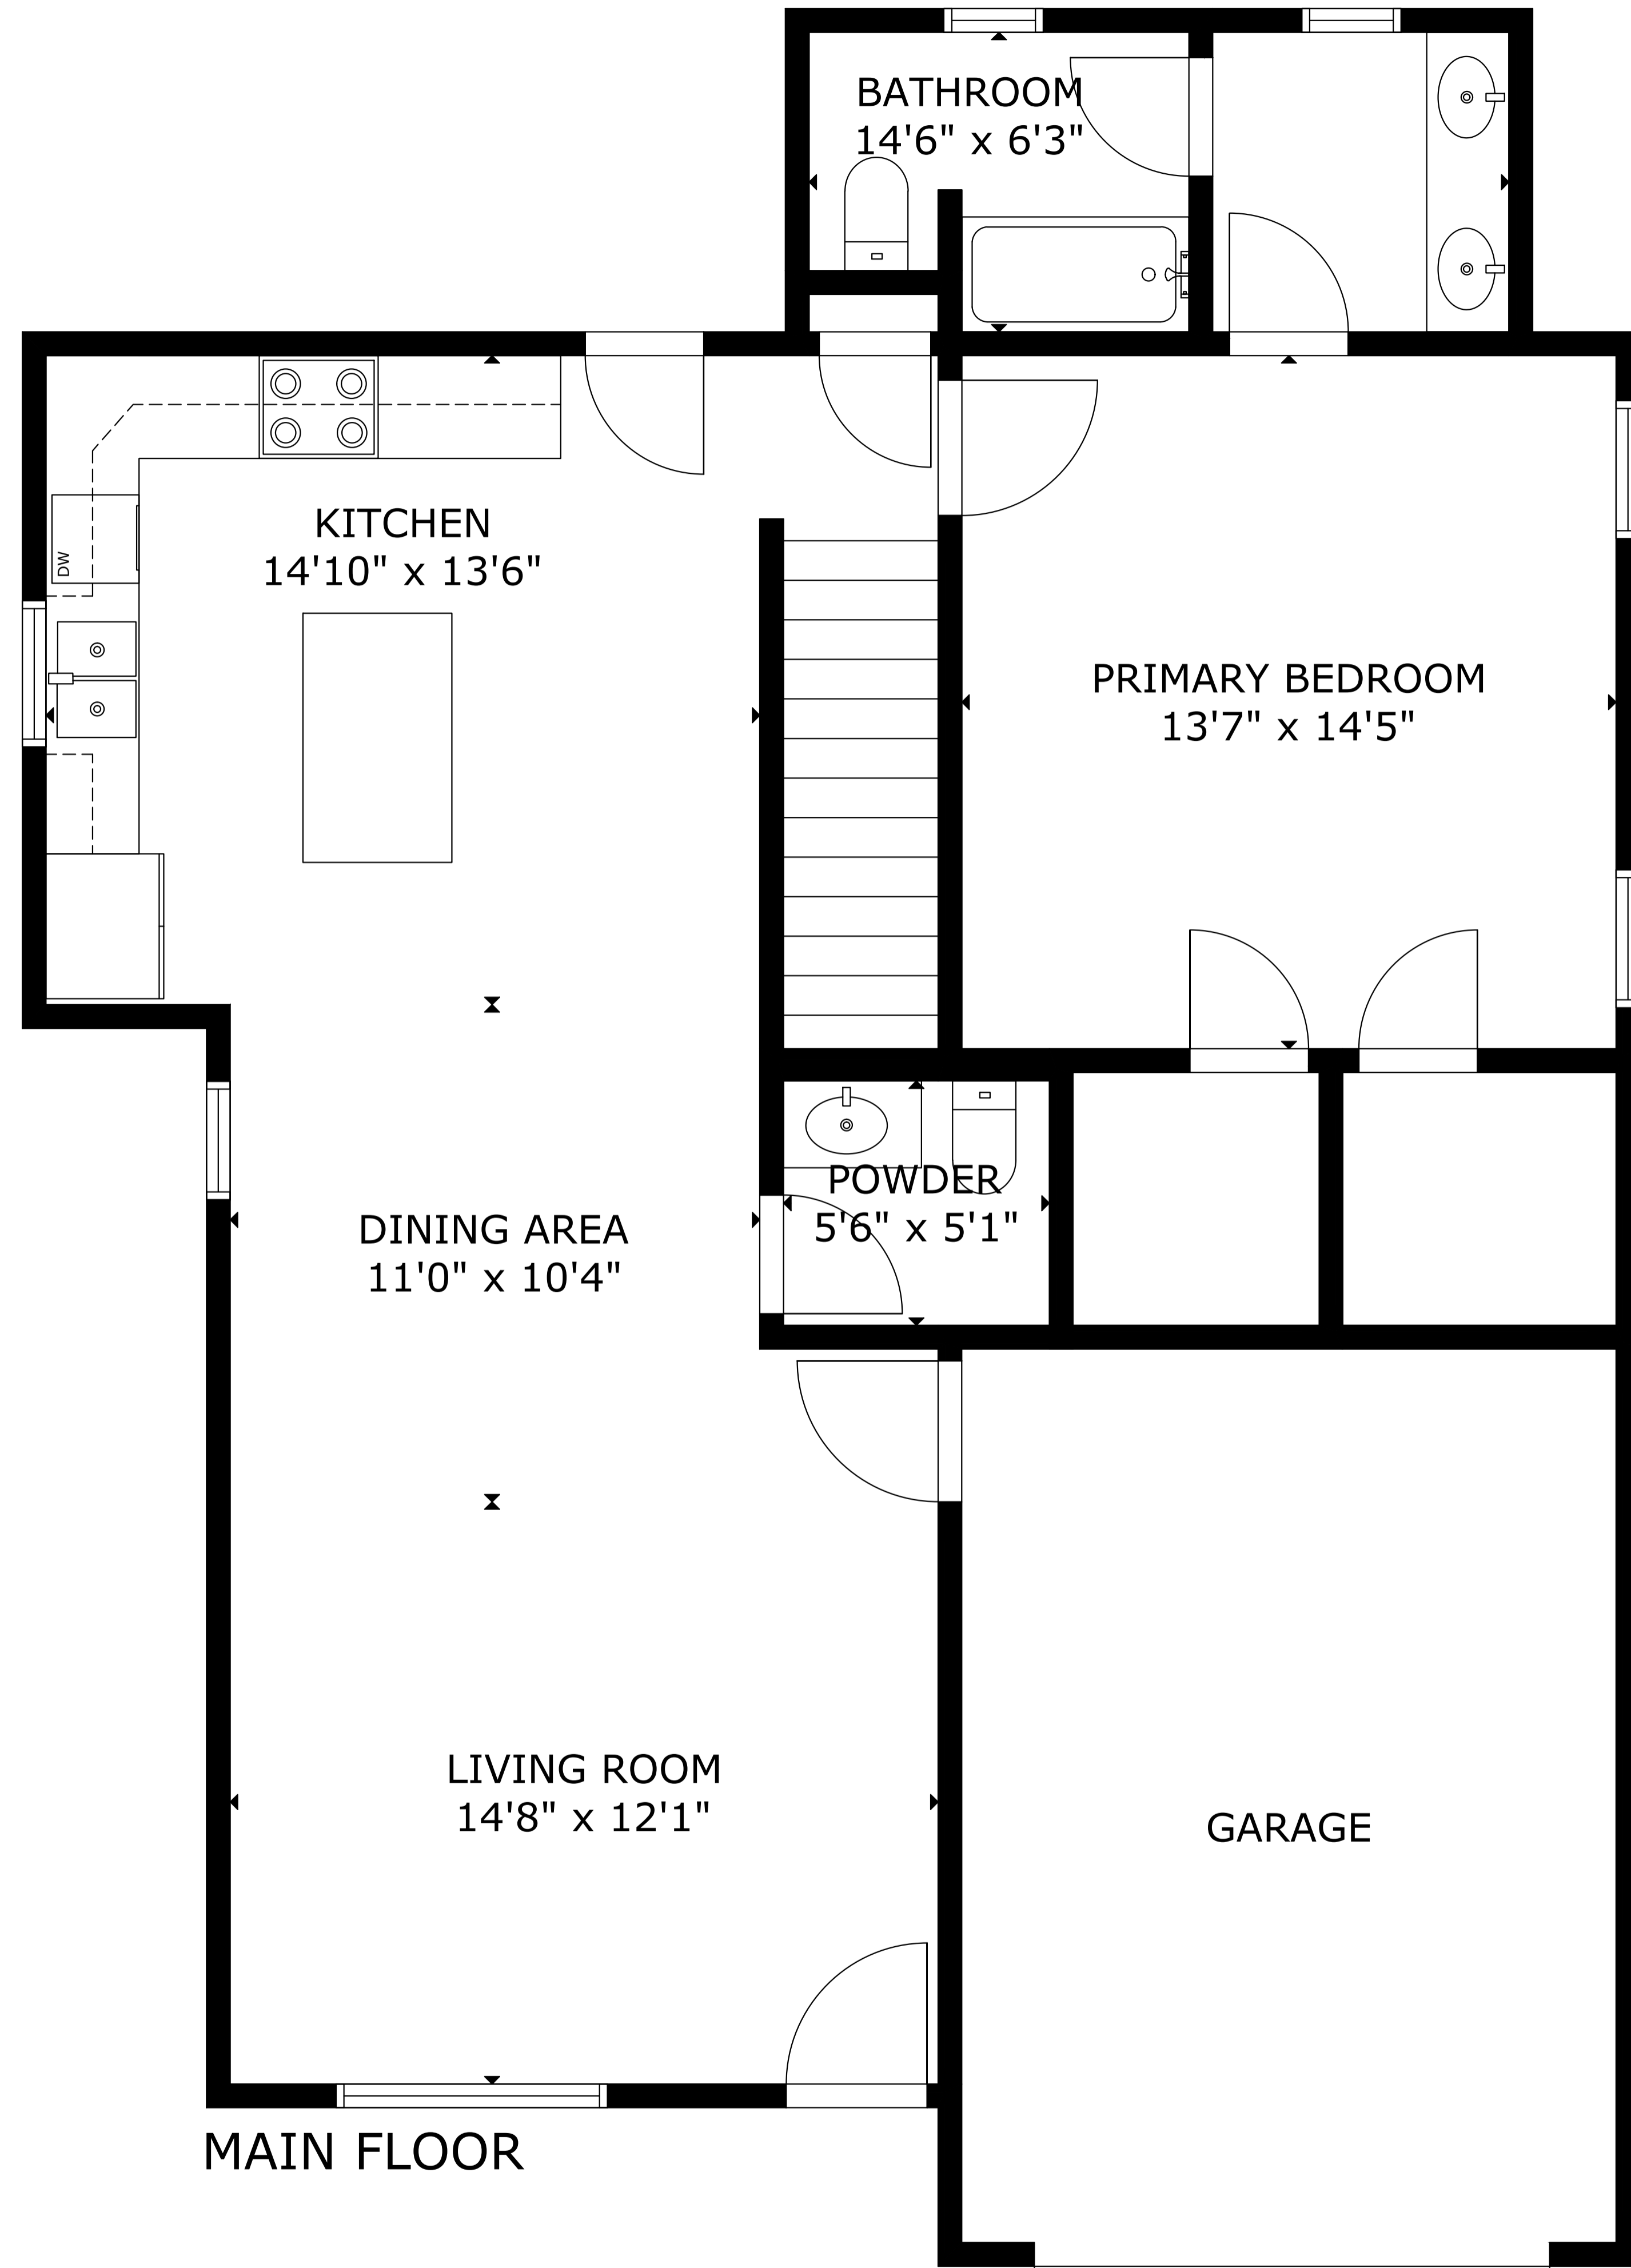 BATHROOM
14'6" x 6'3"
KITCHEN
14'10" x 13'6"
DW
PRIMARY BEDROOM
13'7" x 14'5"
POWDER
5'6" x 5'1"
DINING AREA
11'0" x 10'4"
LIVING ROOM
14'8" x 12'1"
GARAGE
MAIN FLOOR